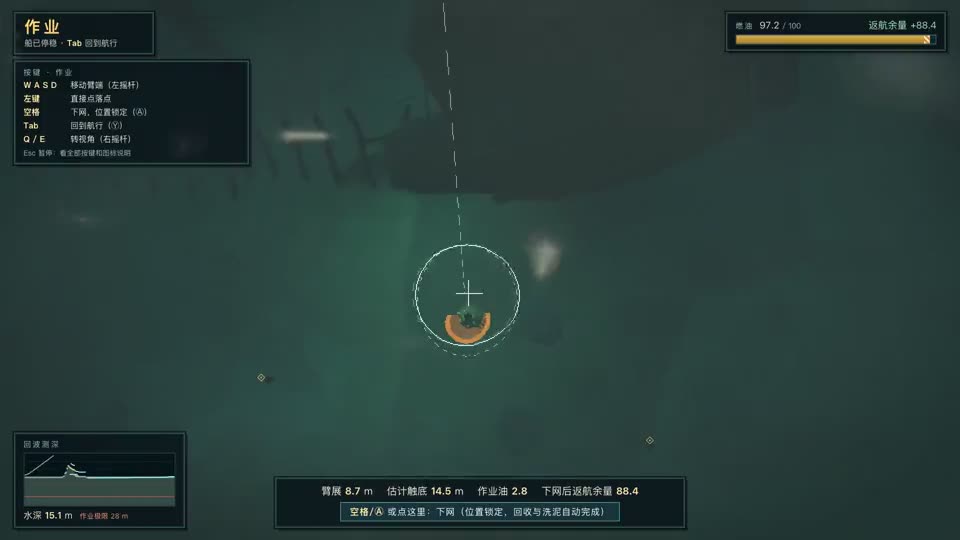 作业
船已停稳 · Tab 回到航行
燃油 97.2 / 100 返航余量 +88.4
按键 · 作业
W A S D 移动臂端（左摇杆）
左键 直接点落点
空格 下网，位置锁定（Ⓐ）
Tab 回到航行（Ⓨ）
Q / E 转视角（右摇杆）
Esc 暂停：看全部按键和图标说明
回波测深
水深 15.1 m 作业极限 28 m
臂展 8.7 m 估计触底 14.5 m 作业油 2.8 下网后返航余量 88.4
空格/Ⓐ 或点这里：下网（位置锁定，回收与洗泥自动完成）